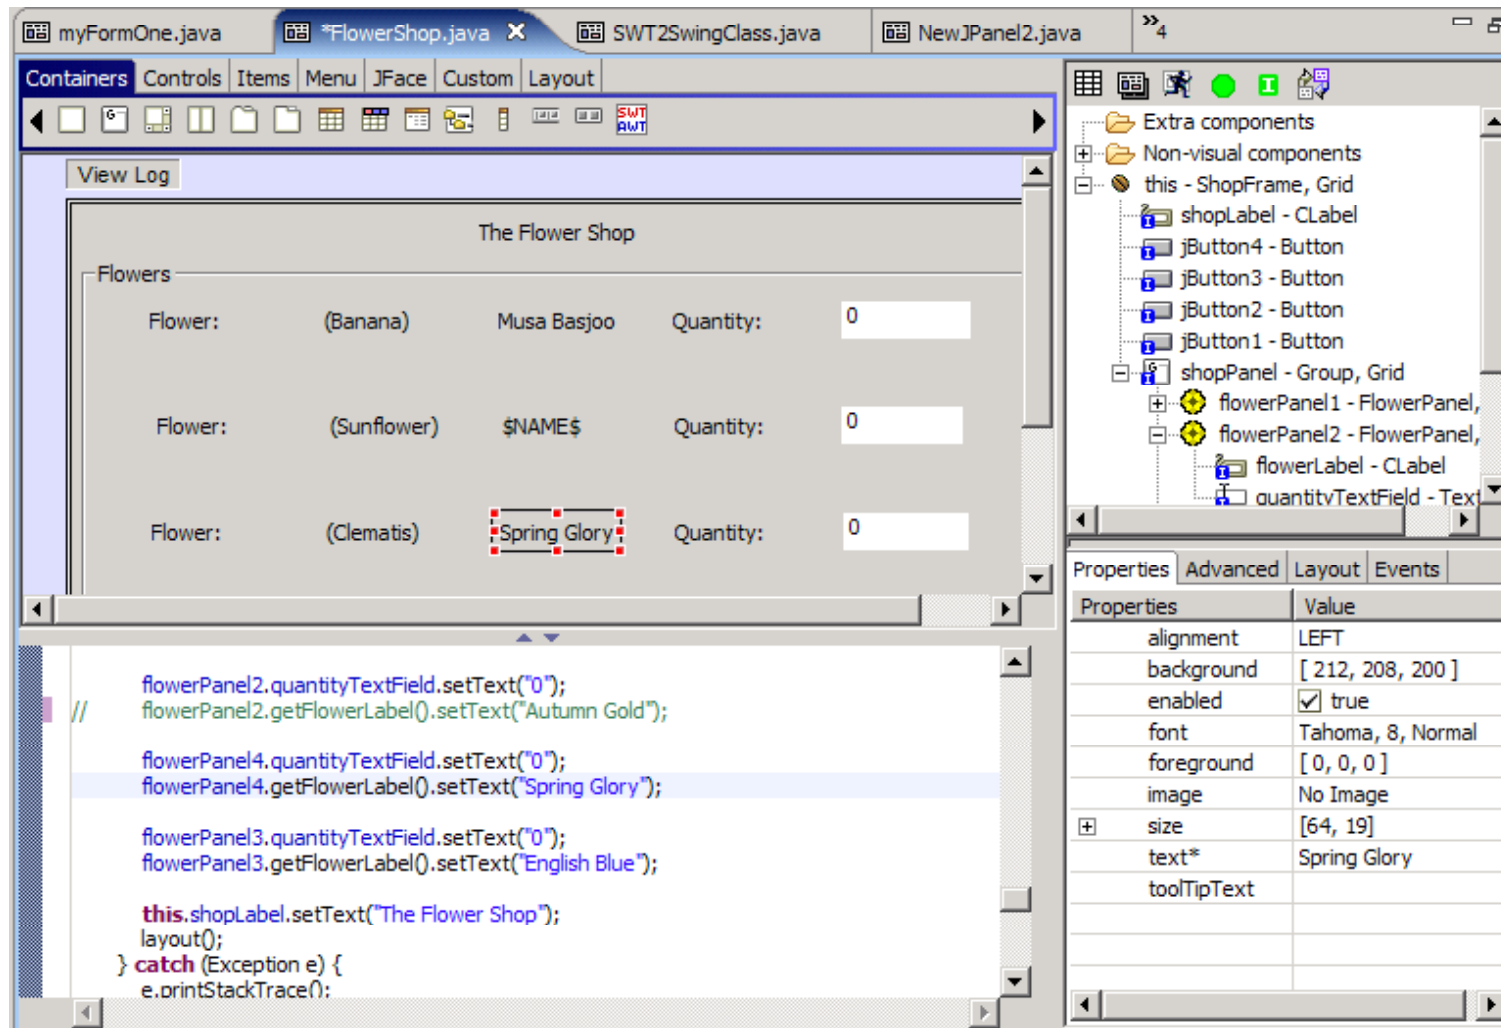 myFormOne.java *FlowerShop.java SWT2SwingClass.java NewJPanel2.java »4
Containers Controls Items Menu JFace Custom Layout
SWT
AWT
View Log
The Flower Shop
Flowers
Flower: (Banana) Musa Basjoo Quantity: 0
Flower: (Sunflower) $NAME$ Quantity: 0
Flower: (Clematis) Spring Glory Quantity: 0
flowerPanel2.quantityTextField.setText("0");
// flowerPanel2.getFlowerLabel().setText("Autumn Gold");
flowerPanel4.quantityTextField.setText("0");
flowerPanel4.getFlowerLabel().setText("Spring Glory");
flowerPanel3.quantityTextField.setText("0");
flowerPanel3.getFlowerLabel().setText("English Blue");
this.shopLabel.setText("The Flower Shop");
layout();
} catch (Exception e) {
e.printStackTrace();
Extra components
Non-visual components
this - ShopFrame, Grid
shopLabel - CLabel
jButton4 - Button
jButton3 - Button
jButton2 - Button
jButton1 - Button
shopPanel - Group, Grid
flowerPanel1 - FlowerPanel,
flowerPanel2 - FlowerPanel,
flowerLabel - CLabel
quantityTextField - Text
Properties Advanced Layout Events
Properties Value
alignment LEFT
background [ 212, 208, 200 ]
enabled true
font Tahoma, 8, Normal
foreground [ 0, 0, 0 ]
image No Image
size [64, 19]
text* Spring Glory
toolTipText